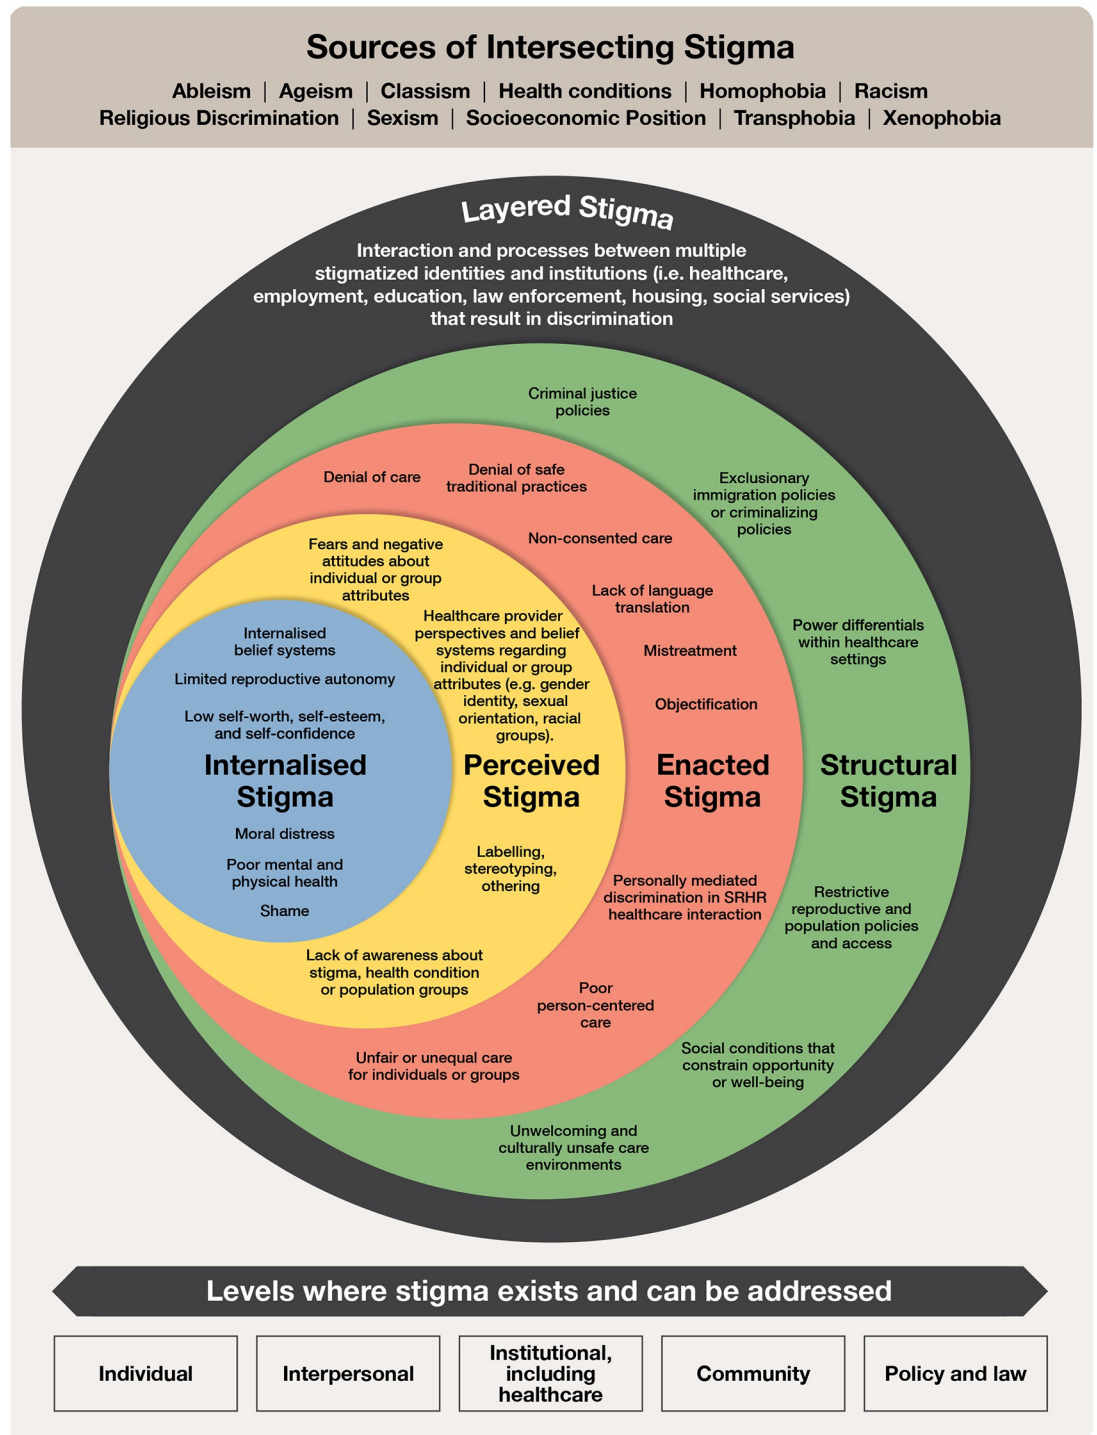 Sources of Intersecting Stigma
Ableism | Ageism | Classism | Health conditions | Homophobia | Racism
Religious Discrimination | Sexism | Socioeconomic Position | Transphobia | Xenophobia
Layered Stigma
Interaction and processes between multiple
stigmatized identities and institutions (i.e. healthcare,
employment, education, law enforcement, housing, social services)
that result in discrimination
Criminal justice
policies
Exclusionary
immigration policies
or criminalizing
policies
Power differentials
within healthcare
settings
Structural
Stigma
Restrictive
reproductive and
population policies
and access
Social conditions that
constrain opportunity
or well-being
Unwelcoming and
culturally unsafe care
environments
Denial of care
Denial of safe
traditional practices
Non-consented care
Lack of language
translation
Mistreatment
Objectification
Enacted
Stigma
Personally mediated
discrimination in SRHR
healthcare interaction
Poor
person-centered
care
Unfair or unequal care
for individuals or groups
Fears and negative
attitudes about
individual or group
attributes
Healthcare provider
perspectives and belief
systems regarding
individual or group
attributes (e.g. gender
identity, sexual
orientation, racial
groups).
Perceived
Stigma
Labelling,
stereotyping,
othering
Lack of awareness about
stigma, health condition
or population groups
Internalised
belief systems
Limited reproductive autonomy
Low self-worth, self-esteem,
and self-confidence
Internalised
Stigma
Moral distress
Poor mental and
physical health
Shame
Levels where stigma exists and can be addressed
Individual
Interpersonal
Institutional,
including
healthcare
Community
Policy and law